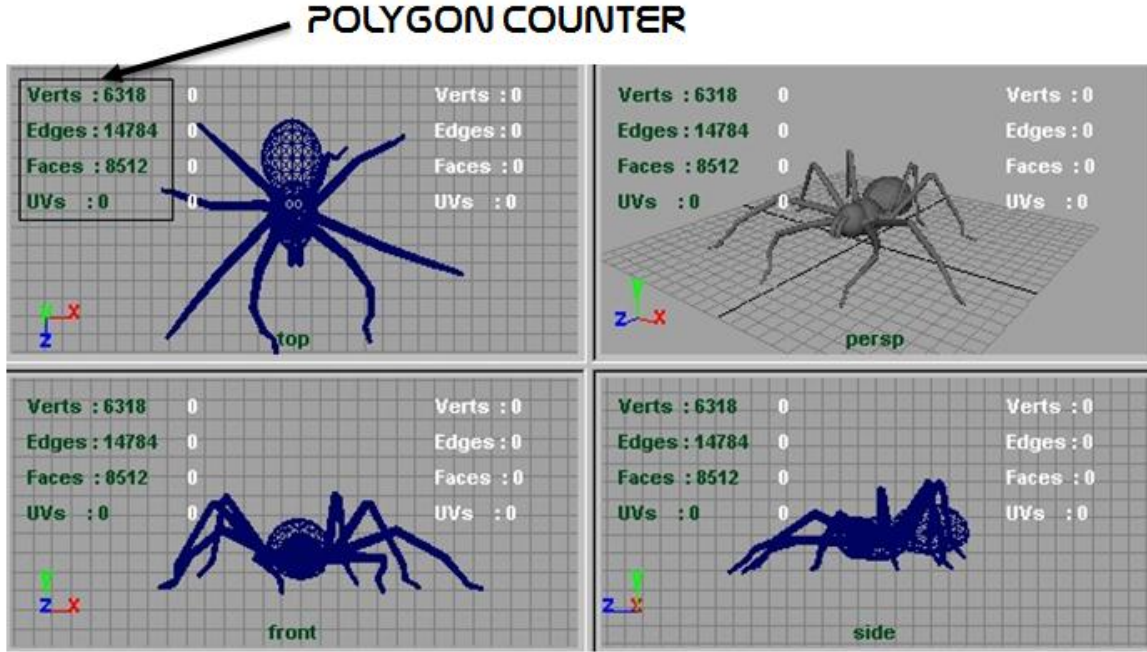 POLYGON COUNTER
Verts : 6318 0 Verts : 0
Edges : 14784 0 Edges : 0
Faces : 8512 0 Faces : 0
UVs : 0 0 UVs : 0
X
Z
top
Verts : 6318 0 Verts : 0
Edges : 14784 0 Edges : 0
Faces : 8512 0 Faces : 0
UVs : 0 0 UVs : 0
Y
Z X
persp
Verts : 6318 0 Verts : 0
Edges : 14784 0 Edges : 0
Faces : 8512 0 Faces : 0
UVs : 0 0 UVs : 0
Y
Z X
front
Verts : 6318 0 Verts : 0
Edges : 14784 0 Edges : 0
Faces : 8512 0 Faces : 0
UVs : 0 0 UVs : 0
Y
Z X
side